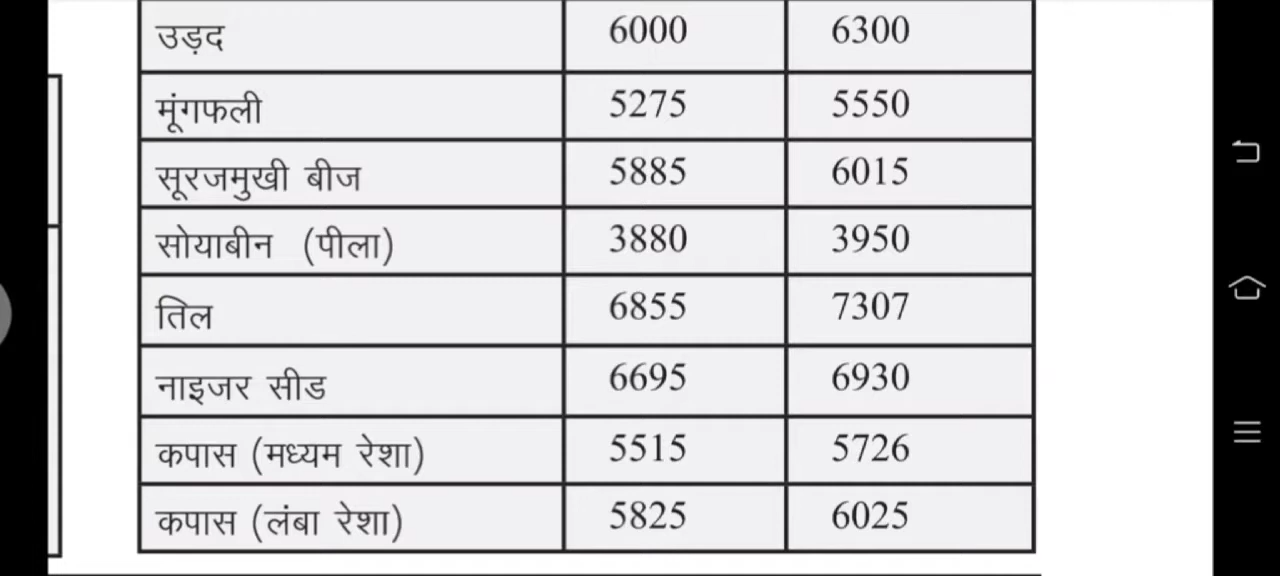 उड़द 6000 6300
मूंगफली 5275 5550
सूरजमुखी बीज 5885 6015
सोयाबीन (पीला) 3880 3950
तिल 6855 7307
नाइजर सीड 6695 6930
कपास (मध्यम रेशा) 5515 5726
कपास (लंबा रेशा) 5825 6025